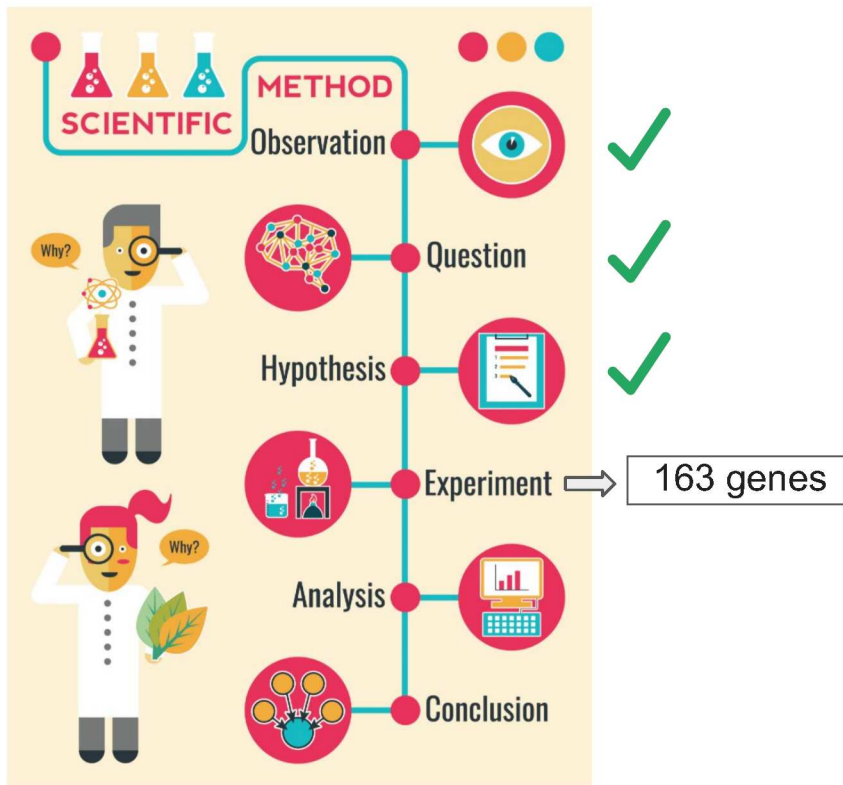 SCIENTIFIC
METHOD
Observation
Why?
Question
Hypothesis
Experiment
163 genes
Why?
Analysis
Conclusion